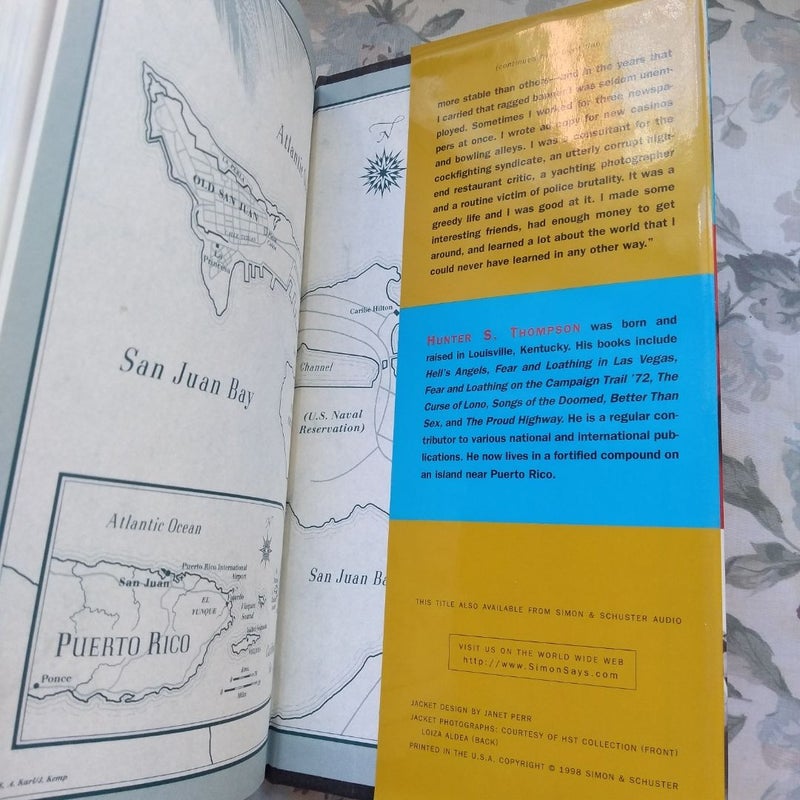 Atlantic
LA PERLA
OLD SAN JUAN
La
San Juan Bay
Atlantic Ocean
Puerto Rico International
Airport
San Juan
EL
YUNQUE
Fajardo
Sound
PUERTO RICO
Ponce
Miles
N
Caribe Hilton
Channel
(U.S. Naval
Reservation)
San Juan Ba
more stable than others—and in the years that
I carried that ragged banner I was seldom unem-
ployed. Sometimes I worked for three newspa-
pers at once. I wrote ad copy for new casinos
and bowling alleys. I was a consultant for the
cockfighting syndicate, an utterly corrupt high-
end restaurant critic, a yachting photographer
and a routine victim of police brutality. It was a
greedy life and I was good at it. I made some
interesting friends, had enough money to get
around, and learned a lot about the world that I
could never have learned in any other way."
HUNTER S. THOMPSON was born and
raised in Louisville, Kentucky. His books include
Hell's Angels, Fear and Loathing in Las Vegas,
Fear and Loathing on the Campaign Trail '72, The
Curse of Lono, Songs of the Doomed, Better Than
Sex, and The Proud Highway. He is a regular con-
tributor to various national and international pub-
lications. He now lives in a fortified compound on
an island near Puerto Rico.
THIS TITLE ALSO AVAILABLE FROM SIMON & SCHUSTER AUDIO
VISIT US ON THE WORLD WIDE WEB
http://www.SimonSays.com
JACKET DESIGN BY JANET PERR
JACKET PHOTOGRAPHS: COURTESY OF HST COLLECTION (FRONT)
LOIZA ALDEA (BACK)
PRINTED IN THE U.S.A. COPYRIGHT © 1998 SIMON & SCHUSTER